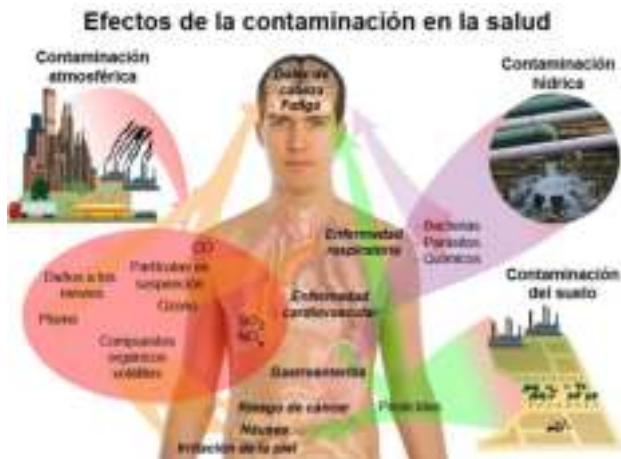 Efectos de la contaminación en la salud
Contaminación
atmosférica
Dolor de
cabeza
Fatiga
Contaminación
hídrica
Enfermedad
respiratoria
Bacterias
Parásitos
Químicos
CO
Partículas en
suspención
Daños a los
nervios
Ozono
Plomo
SO2
NO2
Compuestos
orgánicos
volátiles
Enfermedad
cardiovascular
Contaminación
del suelo
Gastroenteritis
Riesgo de cáncer
Pesticidas
Náusea
Irritación de la piel